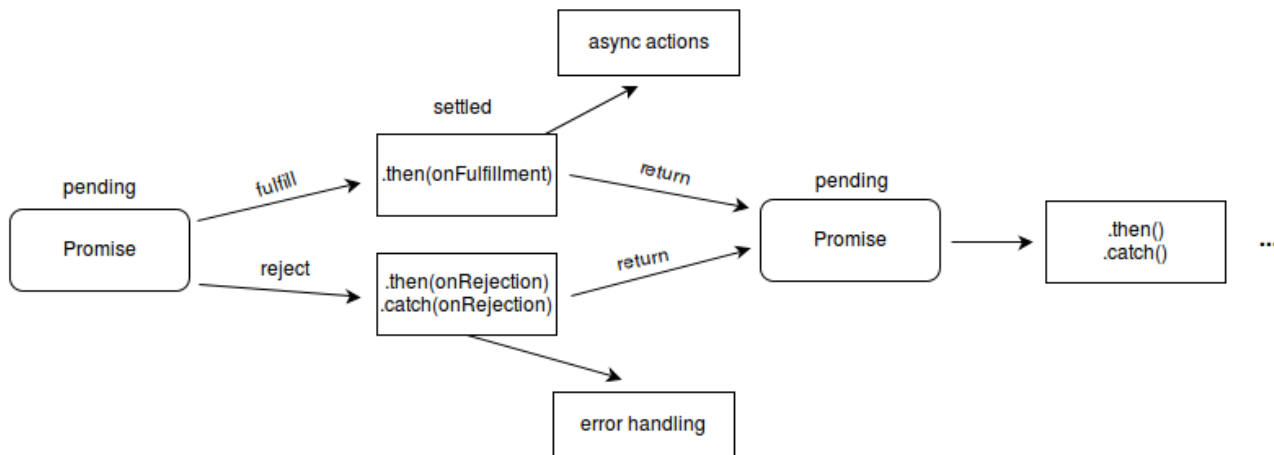 async actions
settled
.then(onFulfillment)
fulfill
return
pending
Promise
pending
Promise
reject
.then(onRejection)
.catch(onRejection)
return
.then()
.catch()
...
error handling